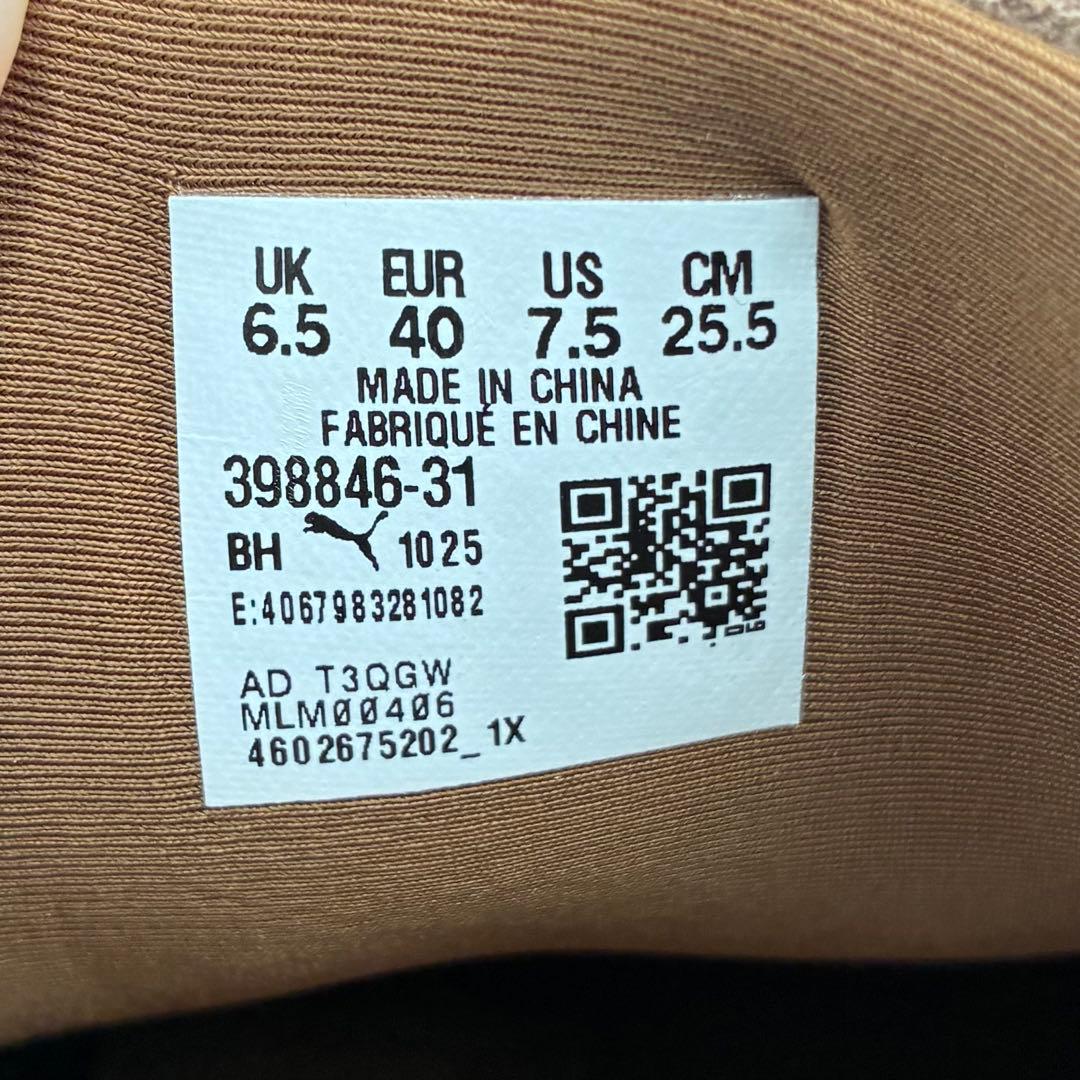 UK EUR US CM
6.5 40 7.5 25.5
MADE IN CHINA
FABRIQUÉ EN CHINE
398846-31
BH 1025
E:4067983281082
AD T3QGW
MLM00406
4602675202_1X